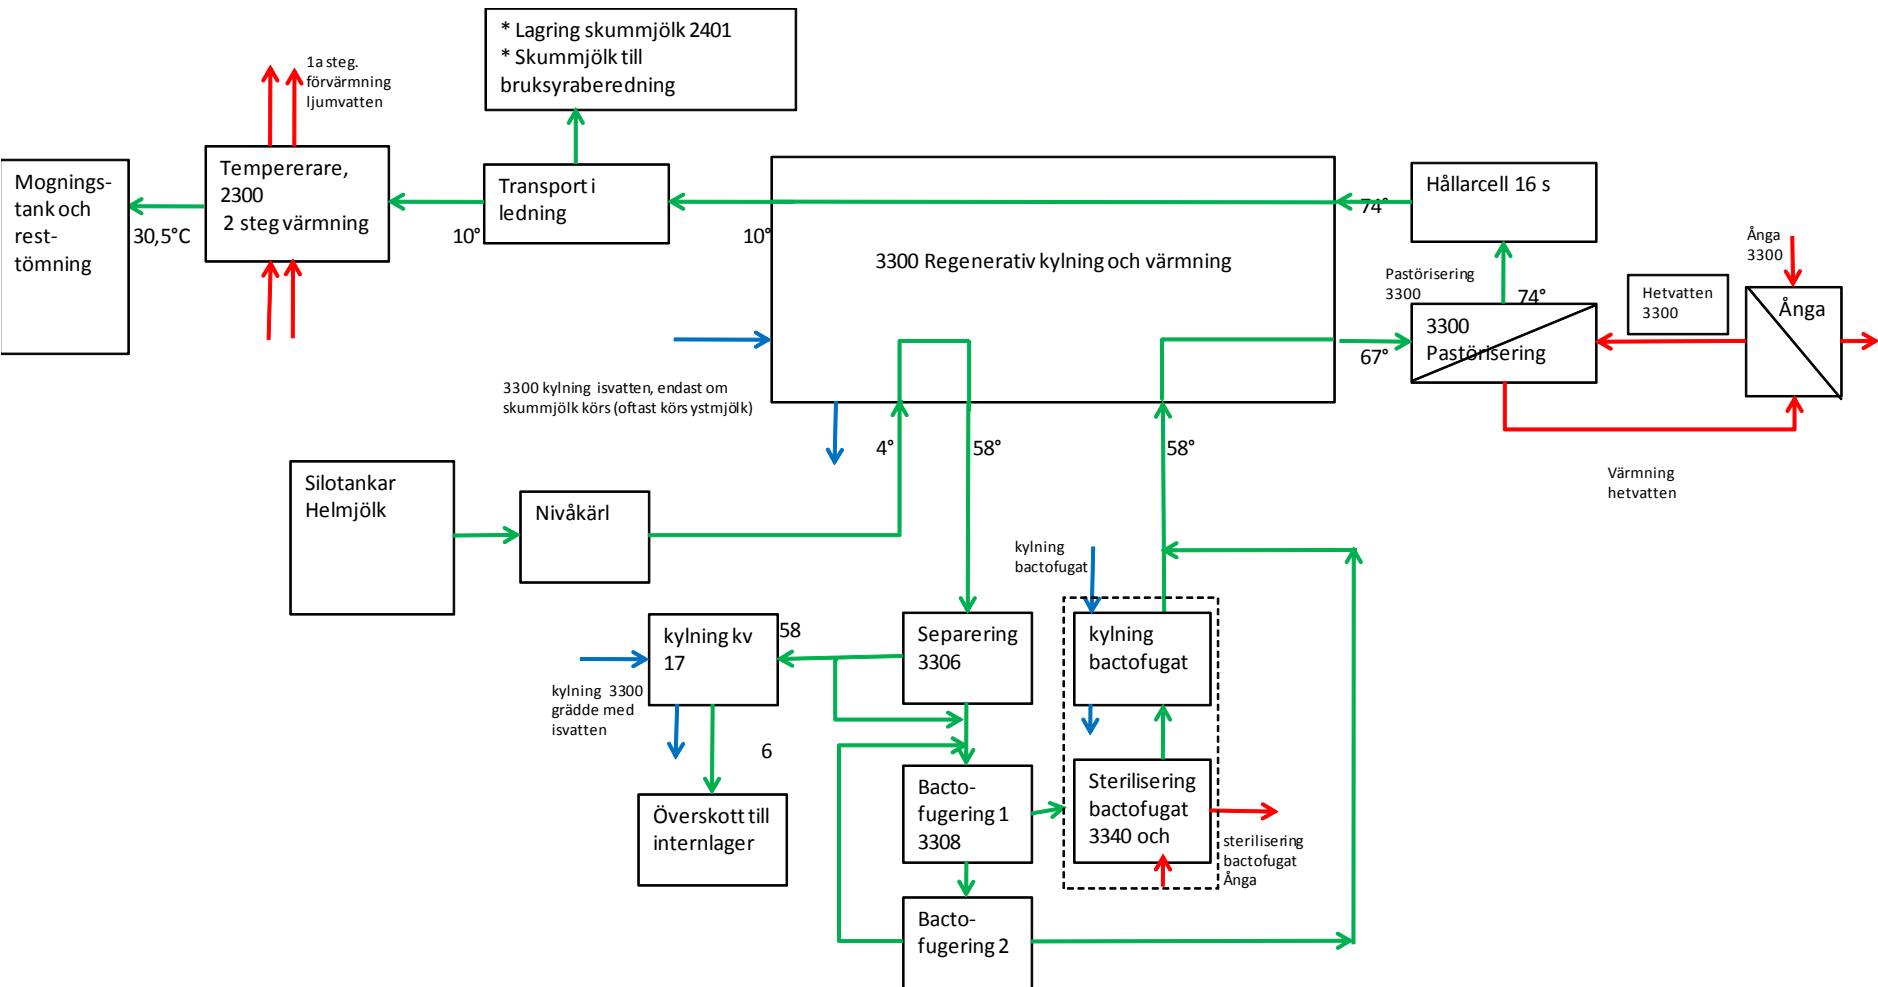 * Lagring skummjölk 2401
* Skummjölk till
bruksyraberedning
1a steg.
förvärmning
ljumvatten
Mognings-
tank och
rest-
tömning
30,5°C
Tempererare,
2300
2 steg värmning
10°
Transport i
ledning
10°
3300 Regenerativ kylning och värmning
74°
Hållarcell 16 s
Pastörisering
3300
74°
3300
Pastörisering
67°
Hetvatten
3300
Ånga
3300
Ånga
Värmning
hetvatten
3300 kylning isvatten, endast om
skummjölk körs (oftast körs ystmjölk)
4°
58°
58°
Silotankar
Helmjölk
Nivåkärl
kylning
bactofugat
kylning kv
17
58
Separering
3306
kylning
bactofugat
kylning 3300
grädde med
isvatten
6
Överskott till
internlager
Bacto-
fugering 1
3308
Sterilisering
bactofugat
3340 och
sterilisering
bactofugat
Ånga
Bacto-
fugering 2